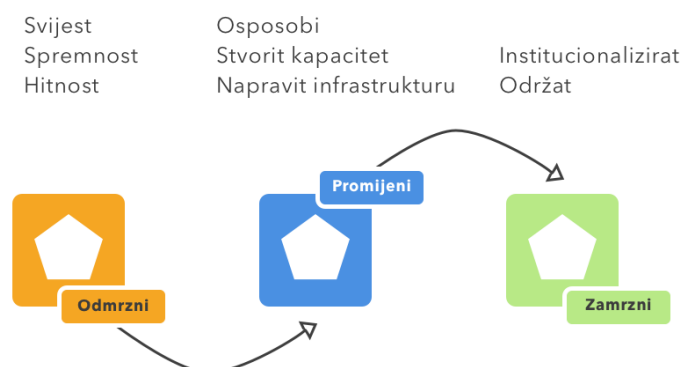 Svijest
Spremnost
Hitnost
Osposobi
Stvorit kapacitet
Napravit infrastrukturu
Institucionalizirat
Održat
Odmrzni
Promijeni
Zamrzni